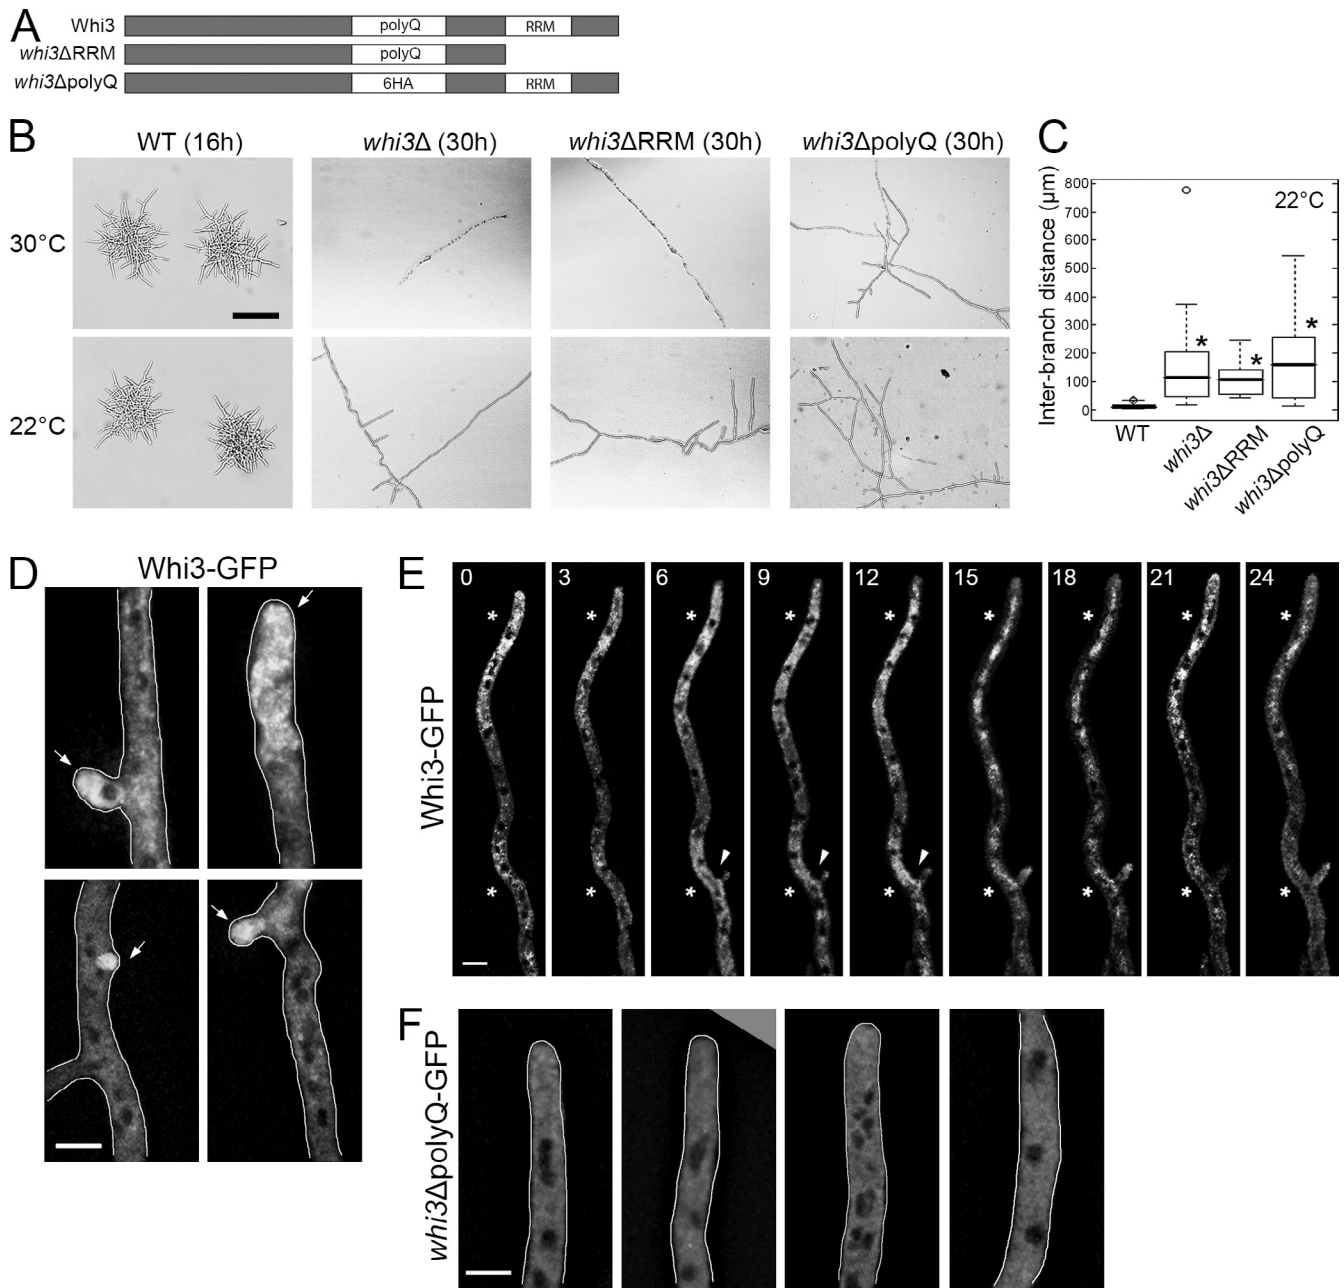 A
Whi3
polyQ
RRM
whi3ΔRRM
polyQ
whi3ΔpolyQ
6HA
RRM
B
WT (16h)
whi3Δ (30h)
whi3ΔRRM (30h)
whi3ΔpolyQ (30h)
30°C
22°C
C
22°C
Inter-branch distance (µm)
800
700
600
500
400
300
200
100
0
*
*
*
WT
whi3Δ
whi3ΔRRM
whi3ΔpolyQ
D
Whi3-GFP
E
Whi3-GFP
0 3 6 9 12 15 18 21 24
* * * * * * * * *
* * * * * * * * *
F
whi3ΔpolyQ-GFP